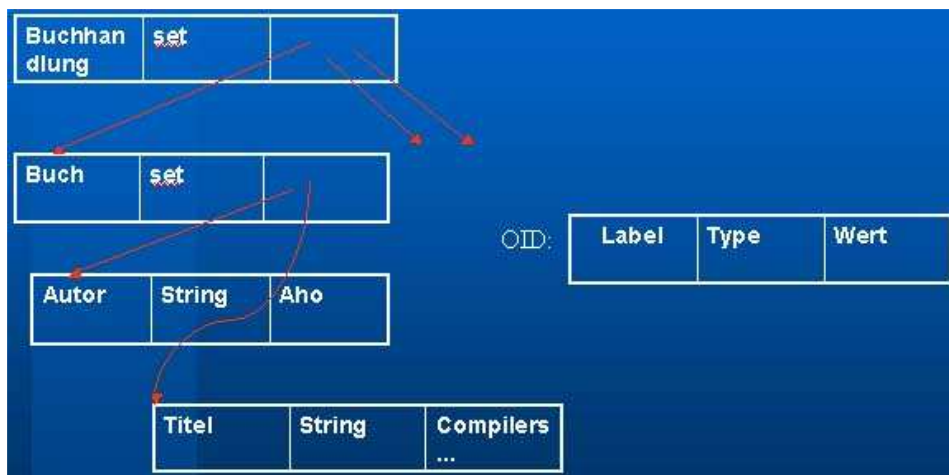 Buchhan
dlung
set
Buch
set
OID:
Label
Type
Wert
Autor
String
Aho
Titel
String
Compilers
...